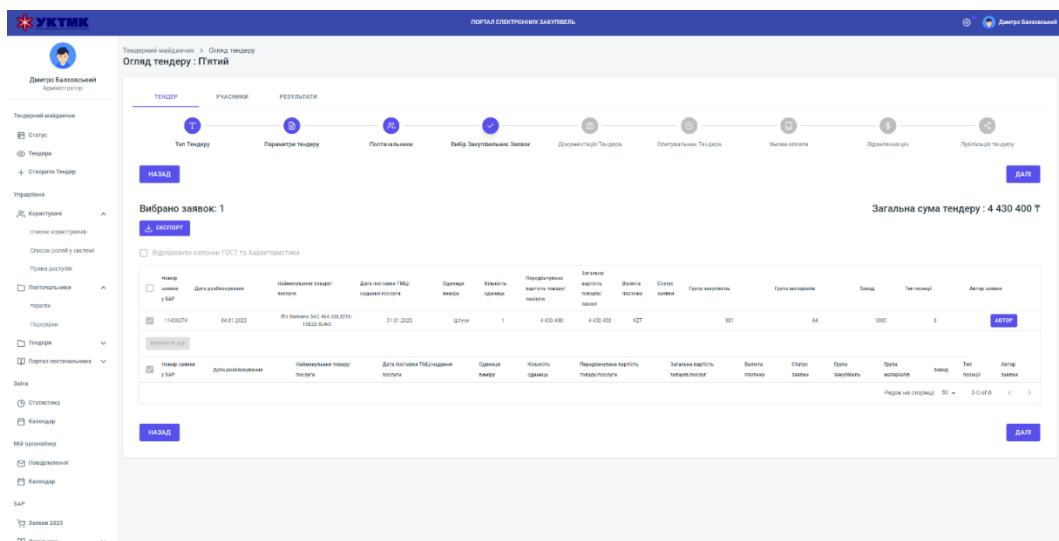 УКТМК
ПОРТАЛ ЕЛЕКТРОННИХ ЗАКУПІВЕЛЬ
Дмитро Балховський
Дмитро Балховський
Адміністратор
Тендерний майданчик
Статус
Тендери
Створити Тендер
Управління
Користувачі
список користувачів
Список ролей у системі
Права доступів
Постачальники
перелік
Перевірки
Тендери
Портал постачальників
Звіти
Статистика
Календар
Мій органайзер
Повідомлення
Календар
SAP
Заявки 2023
Тендерний майданчик > Огляд тендеру
Огляд тендеру : П'ятий
ТЕНДЕР УЧАСНИКИ РЕЗУЛЬТАТИ
Тип Тендеру Параметри тендеру Постачальники Вибір Закупівельних Заявок Документація Тендера Опитувальник Тендера Умови оплати Відхилення цін Публікація тендеру
НАЗАД ДАЛІ
Вибрано заявок: 1 Загальна сума тендеру : 4 430 400 ₸
ЕКСПОРТ
Відобразити колонки ГОСТ та Характеристики
Номер заявки у SAP Дата розблокування Найменування товару/послуги Дата поставки ТМЦ/надання послуги Одиниця виміру Кількість одиниць Передбачувана вартість товару/послуги Загальна вартість товарів/послуг Валюта платежу Статус заявки Група закупівель Група матеріалів Завод Тип позиції Автор заявки
11436374 04.01.2023 31.01.2023 Штуки 1 4 430 400 4 430 400 KZT 64 1000 0 АВТОР
ВИБРАТИ ЩЕ
Номер заявки у SAP Дата розблокування Найменування товару/послуги Дата поставки ТМЦ/надання послуги Одиниця виміру Кількість одиниць Передбачувана вартість товару/послуги Загальна вартість товарів/послуг Валюта платежу Статус заявки Група закупівель Група матеріалів Завод Тип позиції Автор заявки
Рядок на сторінці: 50 0-0 of 0
НАЗАД ДАЛІ